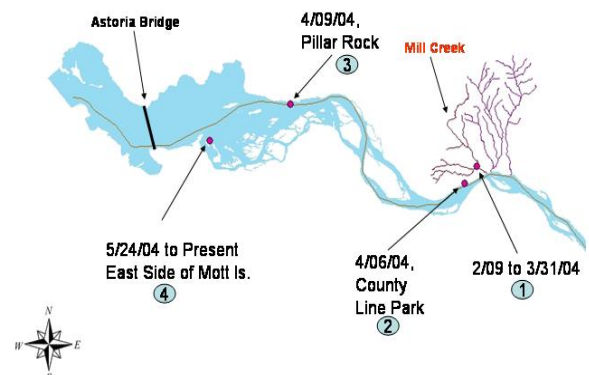 Astoria Bridge
4/09/04,
Pillar Rock
3
Mill Creek
5/24/04 to Present
East Side of Mott Is.
4
4/06/04,
County
Line Park
2
2/09 to 3/31/04
1
N
W
E